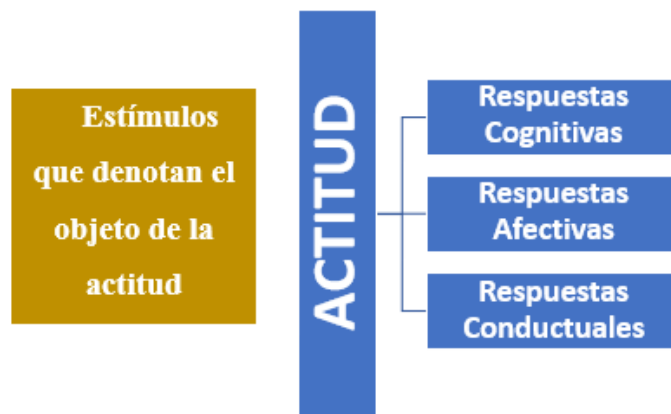 Estímulos
que denotan el
objeto de la
actitud
ACTITUD
Respuestas
Cognitivas
Respuestas
Afectivas
Respuestas
Conductuales